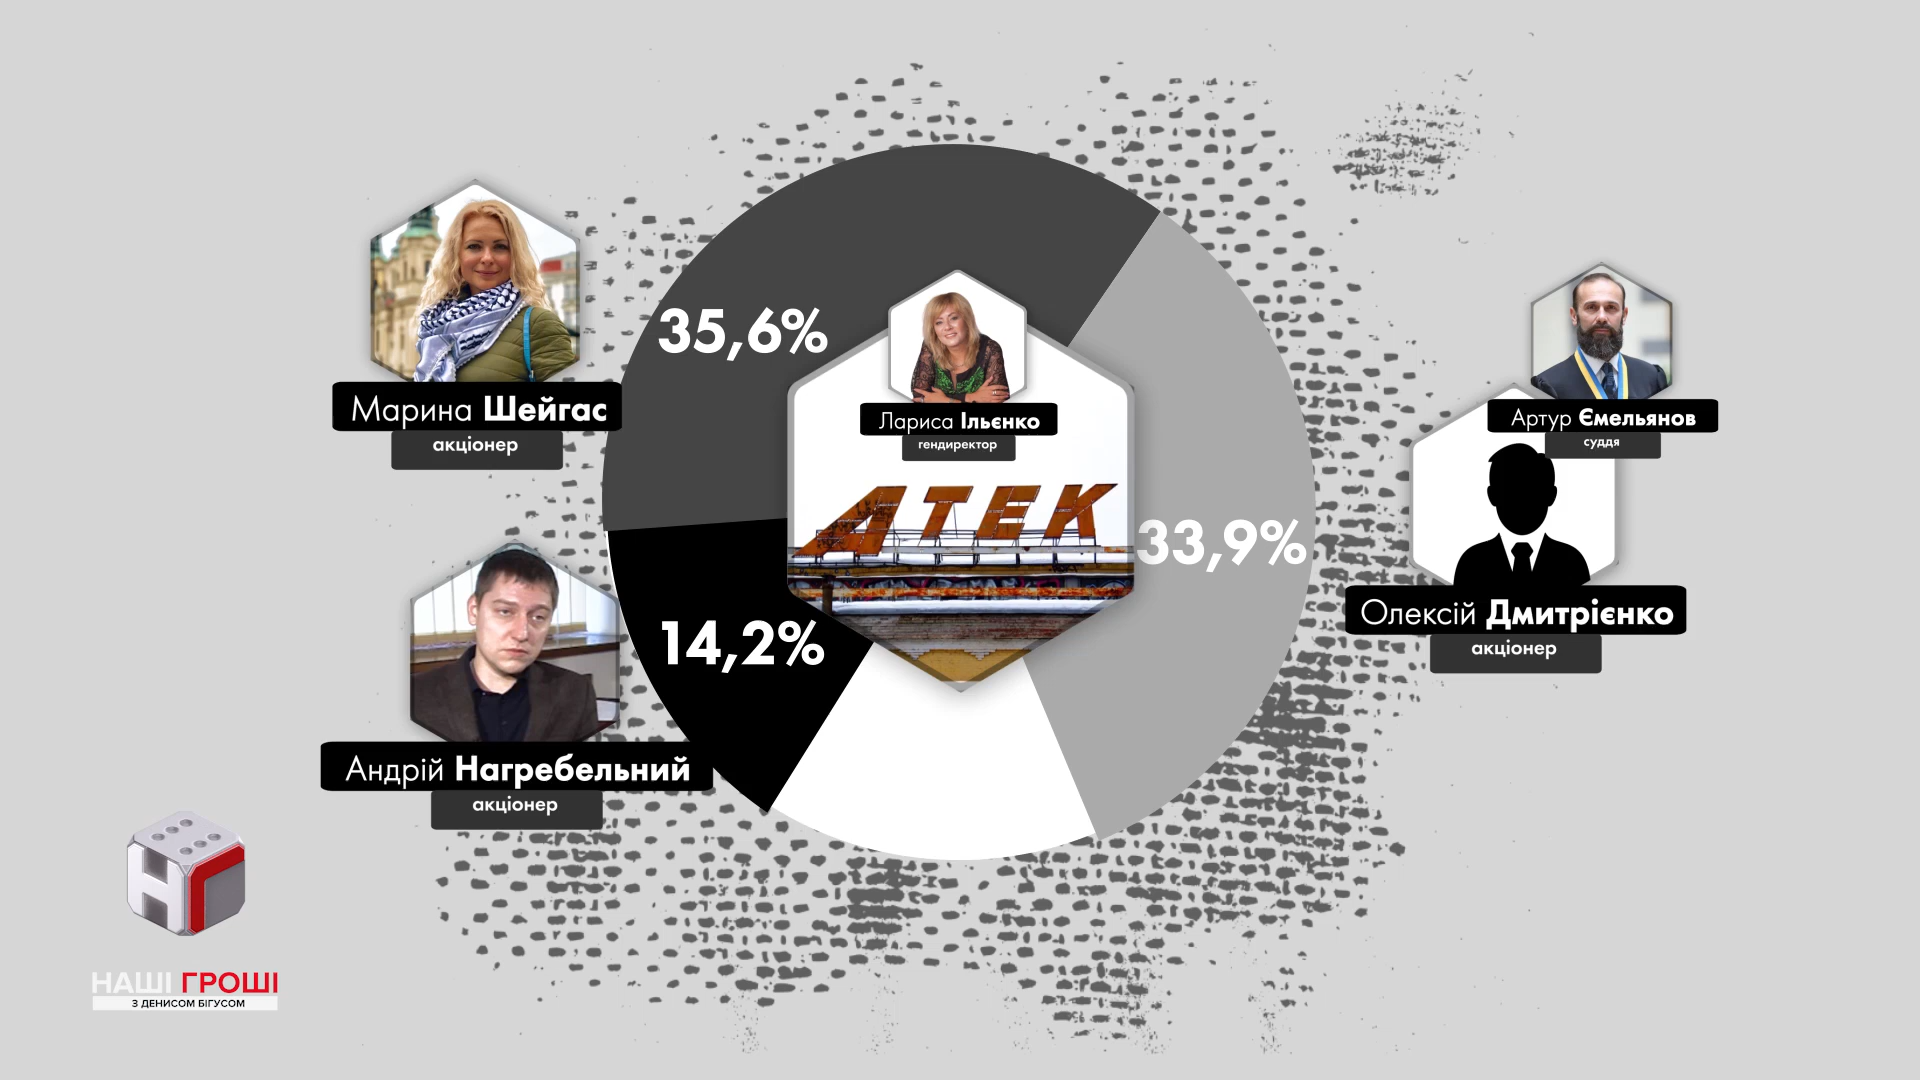 Марина Шейгас
акціонер
35,6%
Лариса Ільєнко
гендиректор
АТЕК
Артур Ємельянов
суддя
33,9%
Олексій Дмитрієнко
акціонер
14,2%
Андрій Нагребельний
акціонер
НГ
НАШІ ГРОШІ
З ДЕНИСОМ БІГУСОМ